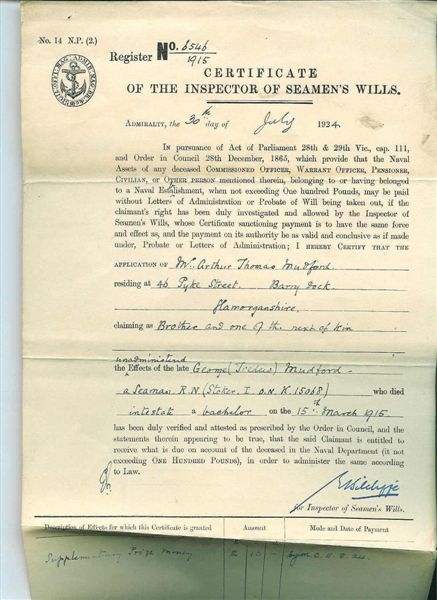 No. 14 N.P. (2.)
Register No. 6546
1915
CERTIFICATE
OF THE INSPECTOR OF SEAMEN'S WILLS.
ADMIRALTY, the 30th day of July 1924.
In pursuance of Act of Parliament 28th & 29th Vic., cap. 111,
and Order in Council 28th December, 1865, which provide that the Naval
Assets of any deceased COMMISSIONED OFFICER, WARRANT OFFICER, PENSIONER,
CIVILIAN, or OTHER PERSON mentioned therein, belonging to or having belonged
to a Naval Establishment, when not exceeding One hundred Pounds, may be paid
without Letters of Administration or Probate of Will being taken out, if the
claimant's right has been duly investigated and allowed by the Inspector
of Seamen's Wills, whose Certificate sanctioning payment is to have the same force
and effect as, and the payment on its authority be as valid and conclusive as if made
under, Probate or Letters of Administration; I HEREBY CERTIFY THAT THE
APPLICATION OF Mr. Arthur Thomas Mudford.
residing at 46 Pyke Street. Barry Dock.
Glamorganshire.
claiming as Brother and one of the next of kin
unadministered
the Effects of the late George Mudford
a Seaman R N (Stoker. I O.N. K. 15068) who died
intestate a bachelor on the 15th March 1915
has been duly verified and attested as prescribed by the Order in Council, and the
statements therein appearing to be true, that the said Claimant is entitled to
receive what is due on account of the deceased in the Naval Department (if not
exceeding ONE HUNDRED POUNDS), in order to administer the same according
to Law.
for Inspector of Seamen's Wills.
Description of Effects for which this Certificate is granted Amount Mode and Date of Payment
Supplementary Prize Money 2 10 -